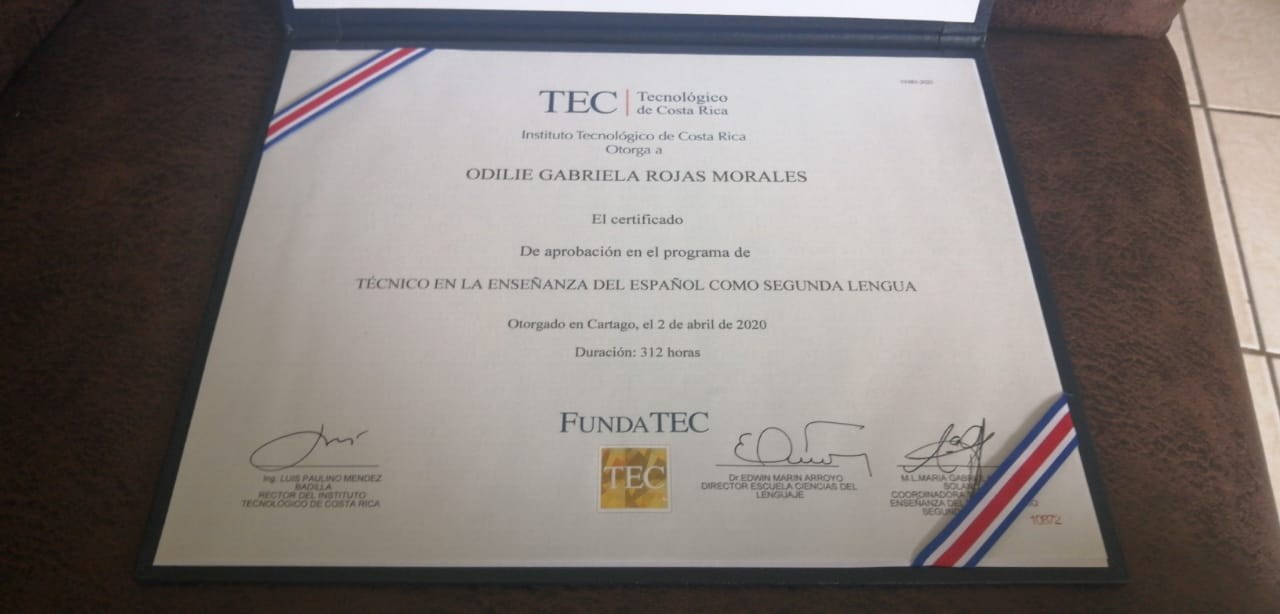 TEC | Tecnológico
de Costa Rica
Instituto Tecnológico de Costa Rica
Otorga a
ODILIE GABRIELA ROJAS MORALES
El certificado
De aprobación en el programa de
TÉCNICO EN LA ENSEÑANZA DEL ESPAÑOL COMO SEGUNDA LENGUA
Otorgado en Cartago, el 2 de abril de 2020
Duración: 312 horas
FUNDATEC
TEC
Ing. LUIS PAULINO MENDEZ
BADILLA
RECTOR DEL INSTITUTO
TECNOLÓGICO DE COSTA RICA
Dr.EDWIN MARIN ARROYO
DIRECTOR ESCUELA CIENCIAS DEL
LENGUAJE
M.L.MARIA
COORDINADORA
ENSEÑANZA DEL
10872